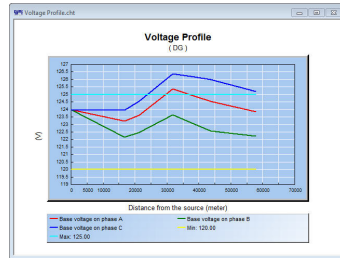 Voltage Profile.cht
Voltage Profile
( DG )
127
126.5
126
125.5
125
124.5
124
123.5
123
122.5
122
121.5
121
120.5
120
119.5
119
(V)
0 5000 10000 20000 30000 40000 50000 60000 70000
Distance from the source (meter)
Base voltage on phase A Base voltage on phase B
Base voltage on phase C Min: 120.00
Max: 125.00